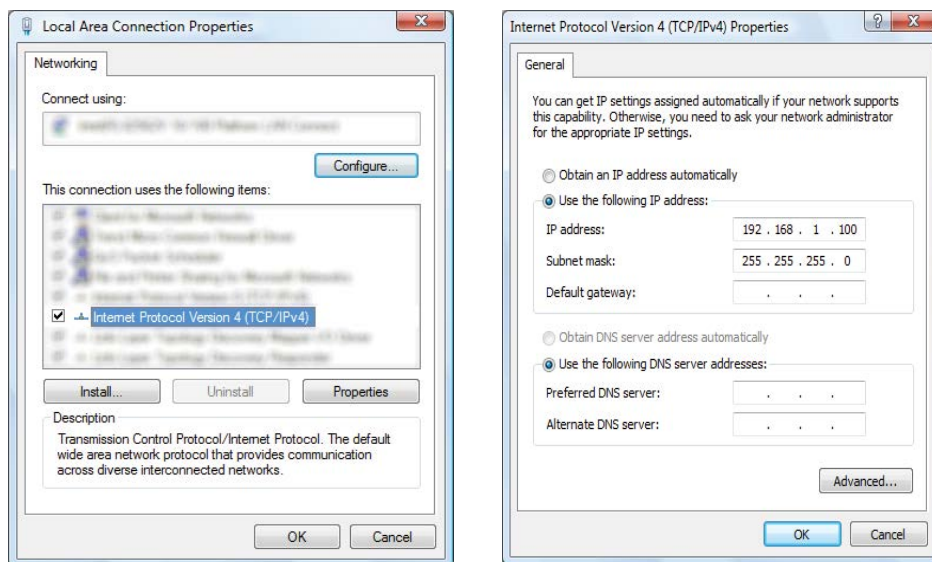 Local Area Connection Properties
Networking
Connect using:
Configure...
This connection uses the following items:
Internet Protocol Version 4 (TCP/IPv4)
Install...
Uninstall
Properties
Description
Transmission Control Protocol/Internet Protocol. The default
wide area network protocol that provides communication
across diverse interconnected networks.
OK
Cancel
Internet Protocol Version 4 (TCP/IPv4) Properties
General
You can get IP settings assigned automatically if your network supports
this capability. Otherwise, you need to ask your network administrator
for the appropriate IP settings.
Obtain an IP address automatically
Use the following IP address:
IP address: 192 . 168 . 1 . 100
Subnet mask: 255 . 255 . 255 . 0
Default gateway: . . .
Obtain DNS server address automatically
Use the following DNS server addresses:
Preferred DNS server: . . .
Alternate DNS server: . . .
Advanced...
OK
Cancel